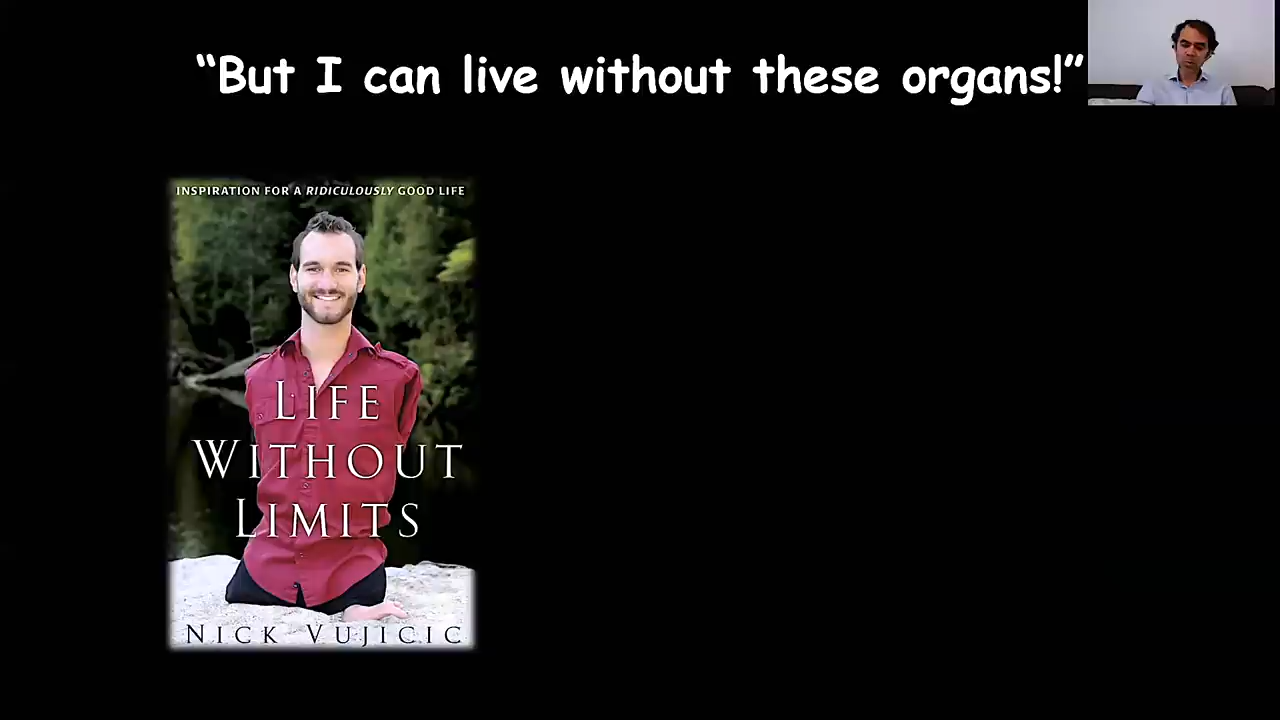 “But I can live without these organs!”
INSPIRATION FOR A RIDICULOUSLY GOOD LIFE
LIFE
WITHOUT
LIMITS
NICK VUJICIC